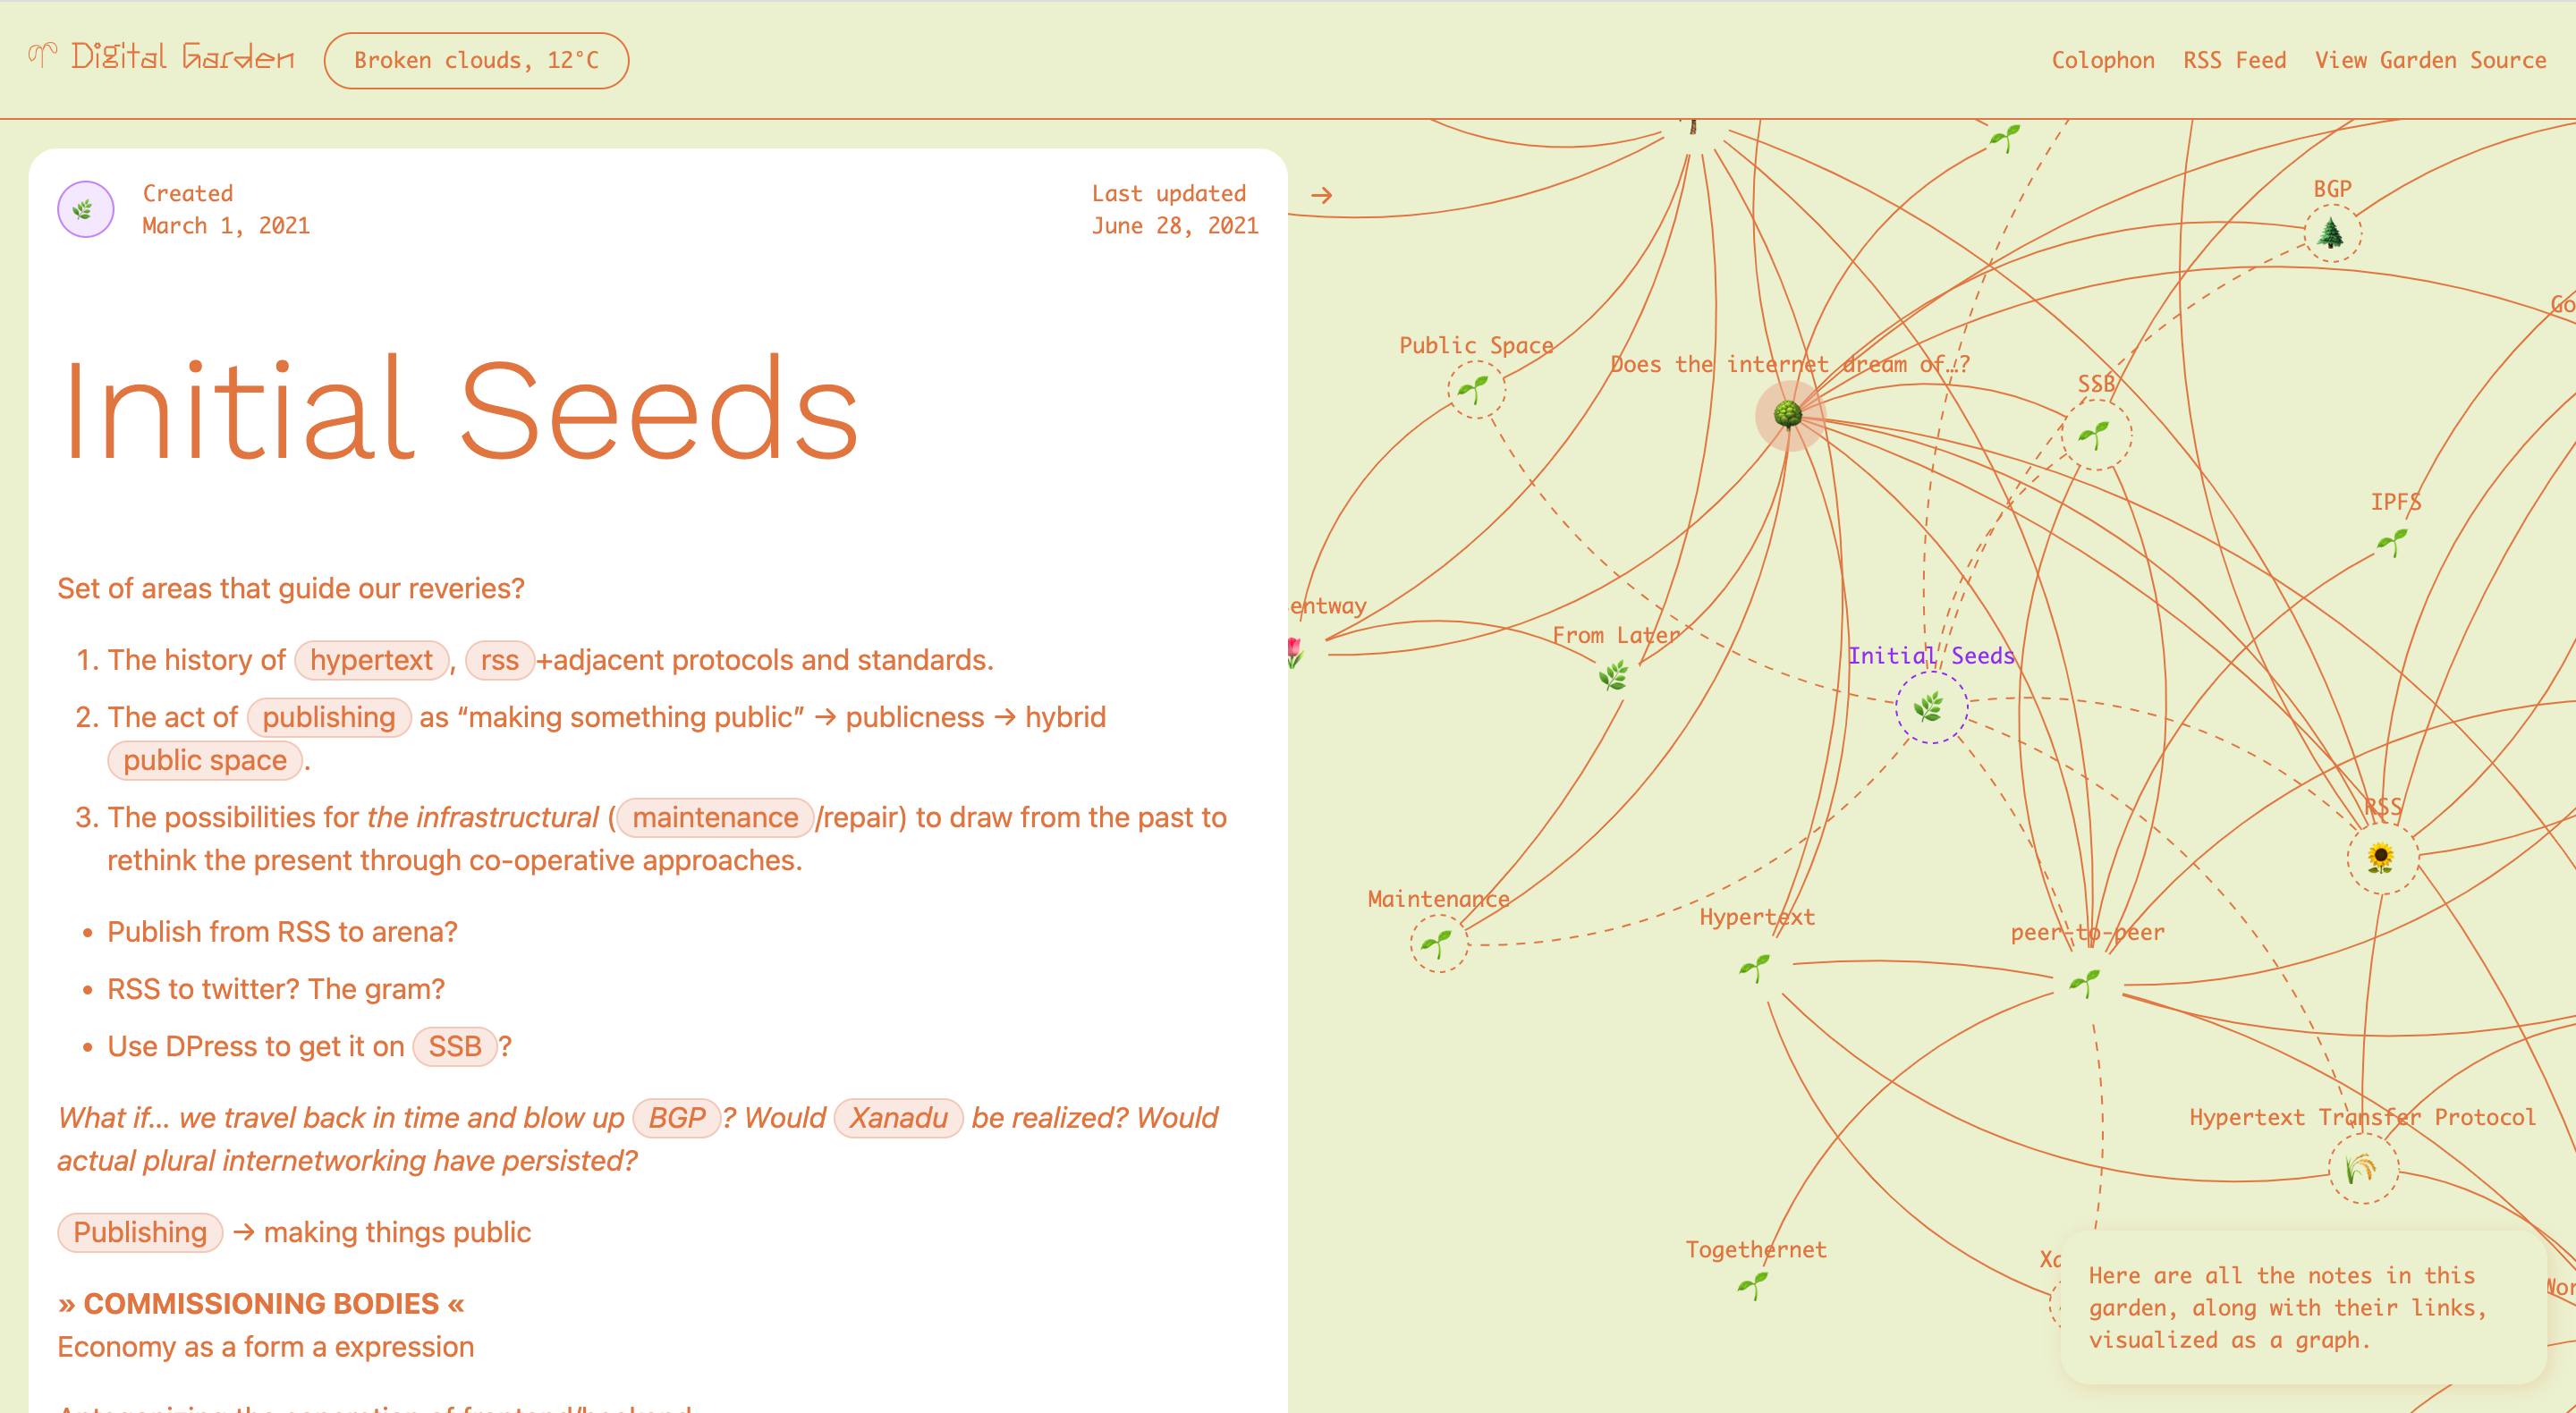 Digital Garden
Broken clouds, 12°C
Colophon
RSS Feed
View Garden Source
Created
March 1, 2021
Last updated
June 28, 2021
→
Initial Seeds
Set of areas that guide our reveries?
1. The history of hypertext, rss+adjacent protocols and standards.
2. The act of publishing as “making something public” → publicness → hybrid
public space.
3. The possibilities for the infrastructural (maintenance/repair) to draw from the past to
rethink the present through co-operative approaches.
• Publish from RSS to arena?
• RSS to twitter? The gram?
• Use DPress to get it on SSB?
What if... we travel back in time and blow up BGP? Would Xanadu be realized? Would
actual plural internetworking have persisted?
Publishing → making things public
» COMMISSIONING BODIES «
Economy as a form a expression
BGP
Public Space
Does the internet dream of…?
SSB
IPFS
entway
From Later
Initial Seeds
RSS
Maintenance
Hypertext
peer-to-peer
Hypertext Transfer Protocol
Togethernet
Here are all the notes in this
garden, along with their links,
visualized as a graph.